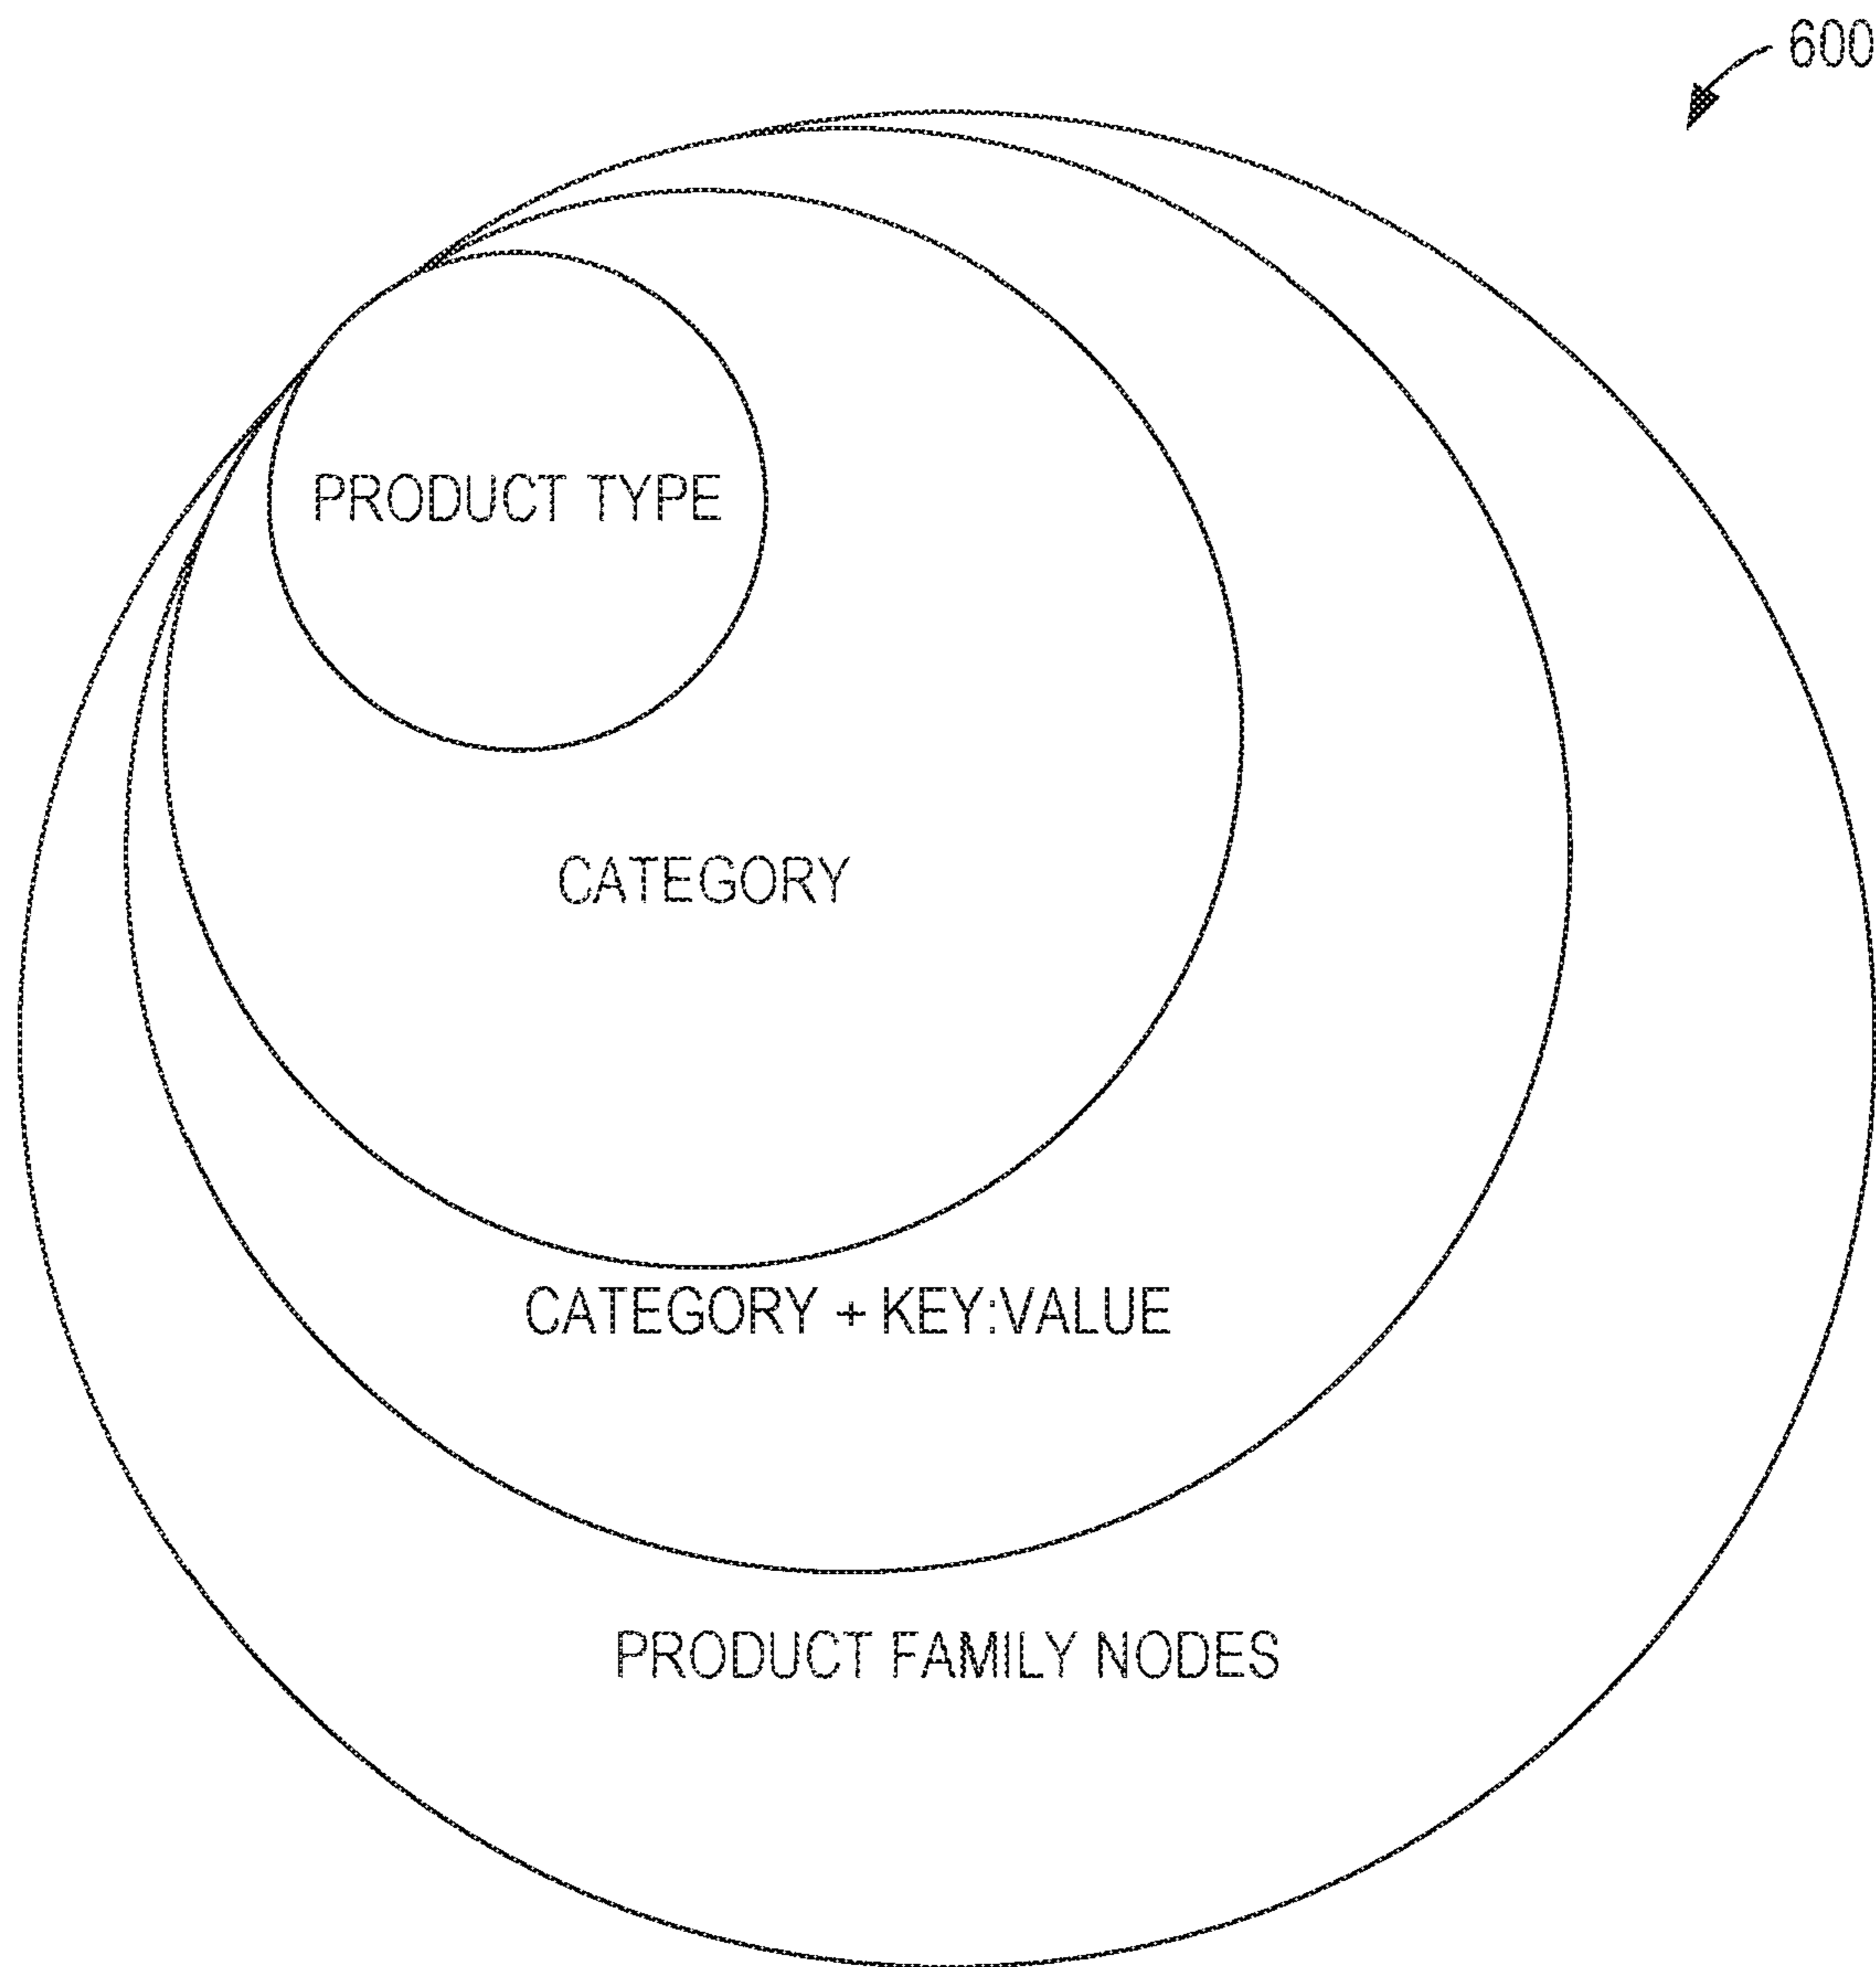 600
PRODUCT TYPE
CATEGORY
CATEGORY + KEY:VALUE
PRODUCT FAMILY NODES